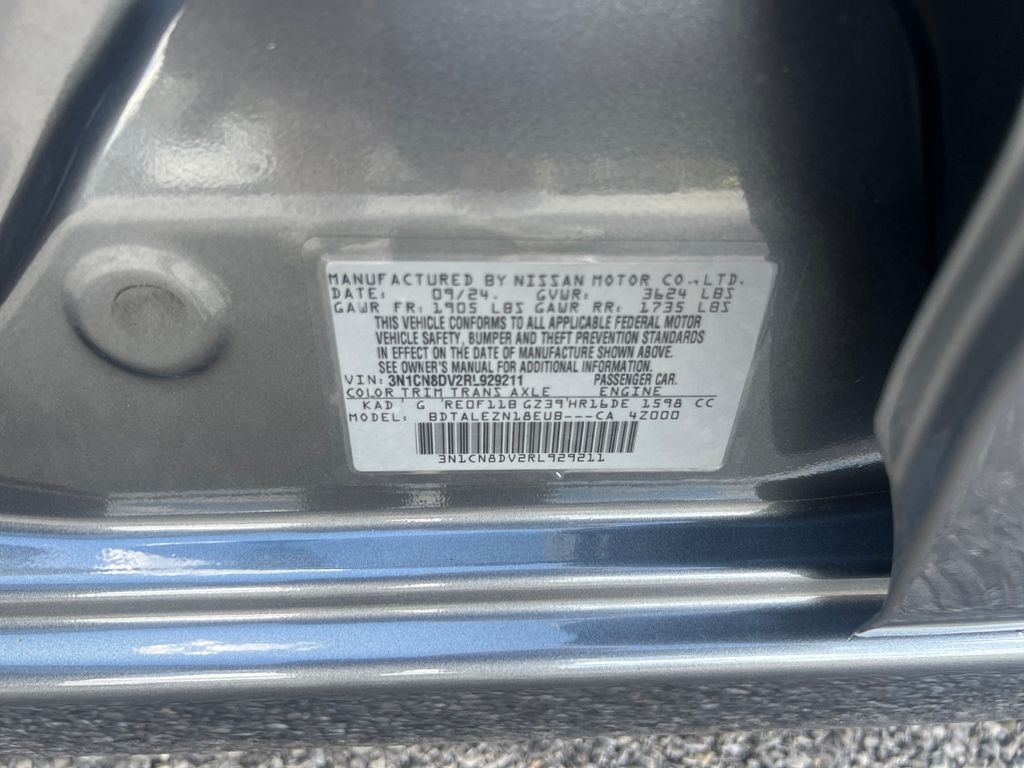 MANUFACTURED BY NISSAN MOTOR CO.,LTD.
DATE: 09/24. GVWR: 3624 LBS
GAWR FR: 1905 LBS GAWR RR: 1735 LBS
THIS VEHICLE CONFORMS TO ALL APPLICABLE FEDERAL MOTOR
VEHICLE SAFETY, BUMPER AND THEFT PREVENTION STANDARDS
IN EFFECT ON THE DATE OF MANUFACTURE SHOWN ABOVE.
SEE OWNER'S MANUAL FOR ADDITIONAL INFORMATION.
VIN: 3N1CN8DV2RL929211 PASSENGER CAR.
COLOR TRIM TRANS AXLE ENGINE
KAD G RE0F11B GZ39 HR16DE 1598 CC
MODEL: BDTALEZN18EUB---CA 4Z000
3N1CN8DV2RL929211